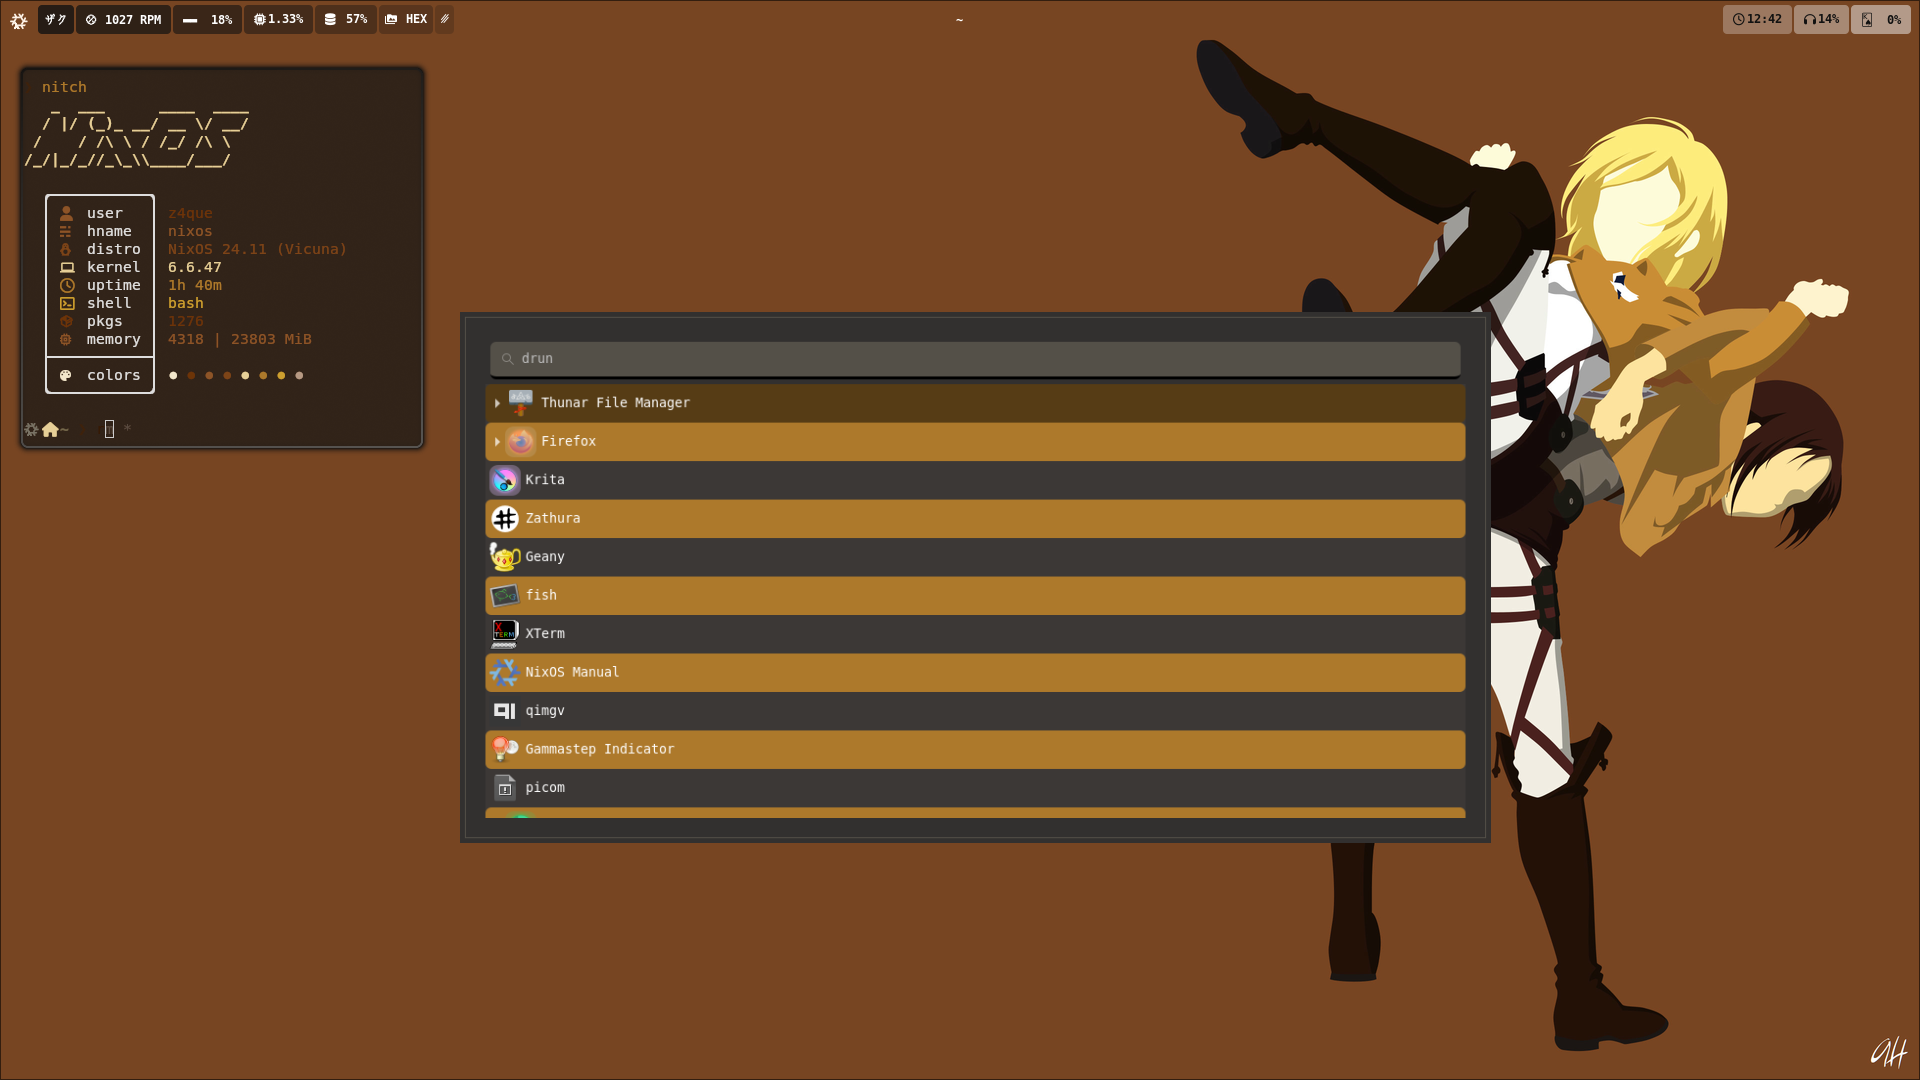 ザク 1027 RPM 18% 1.33% 57% HEX
~
12:42 14% 0%
nitch
user z4que
hname nixos
distro NixOS 24.11 (Vicuna)
kernel 6.6.47
uptime 1h 40m
shell bash
pkgs 1276
memory 4318 | 23803 MiB
colors
~ *
drun
Thunar File Manager
Firefox
Krita
Zathura
Geany
fish
XTerm
NixOS Manual
qimgv
Gammastep Indicator
picom